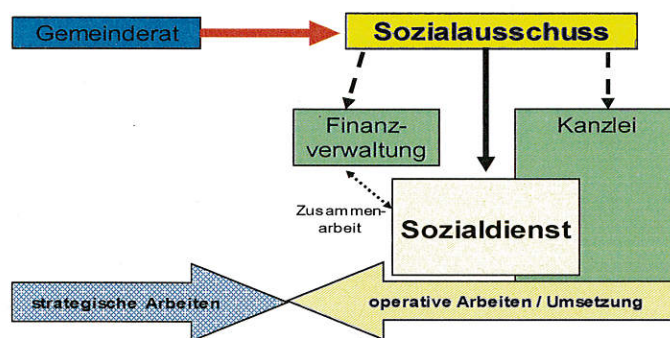 Gemeinderat
Sozialausschuss
Finanz-
verwaltung
Kanzlei
Zusammen-
arbeit
Sozialdienst
strategische Arbeiten
operative Arbeiten / Umsetzung